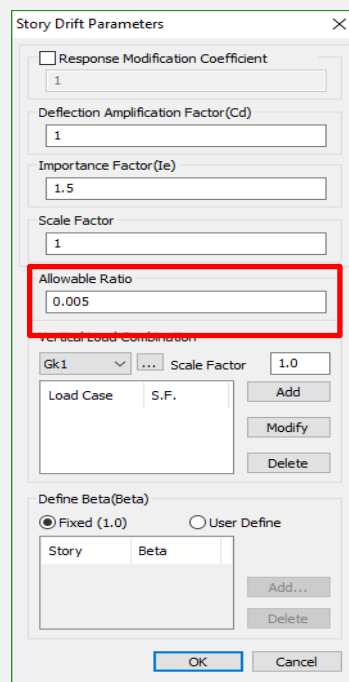 Story Drift Parameters
Response Modification Coefficient
1
Deflection Amplification Factor(Cd)
1
Importance Factor(Ie)
1.5
Scale Factor
1
Allowable Ratio
0.005
Vertical Load Combination
Gk1 ... Scale Factor 1.0
Load Case S.F. Add
Modify
Delete
Define Beta(Beta)
Fixed (1.0) User Define
Story Beta
Add...
Delete
OK Cancel